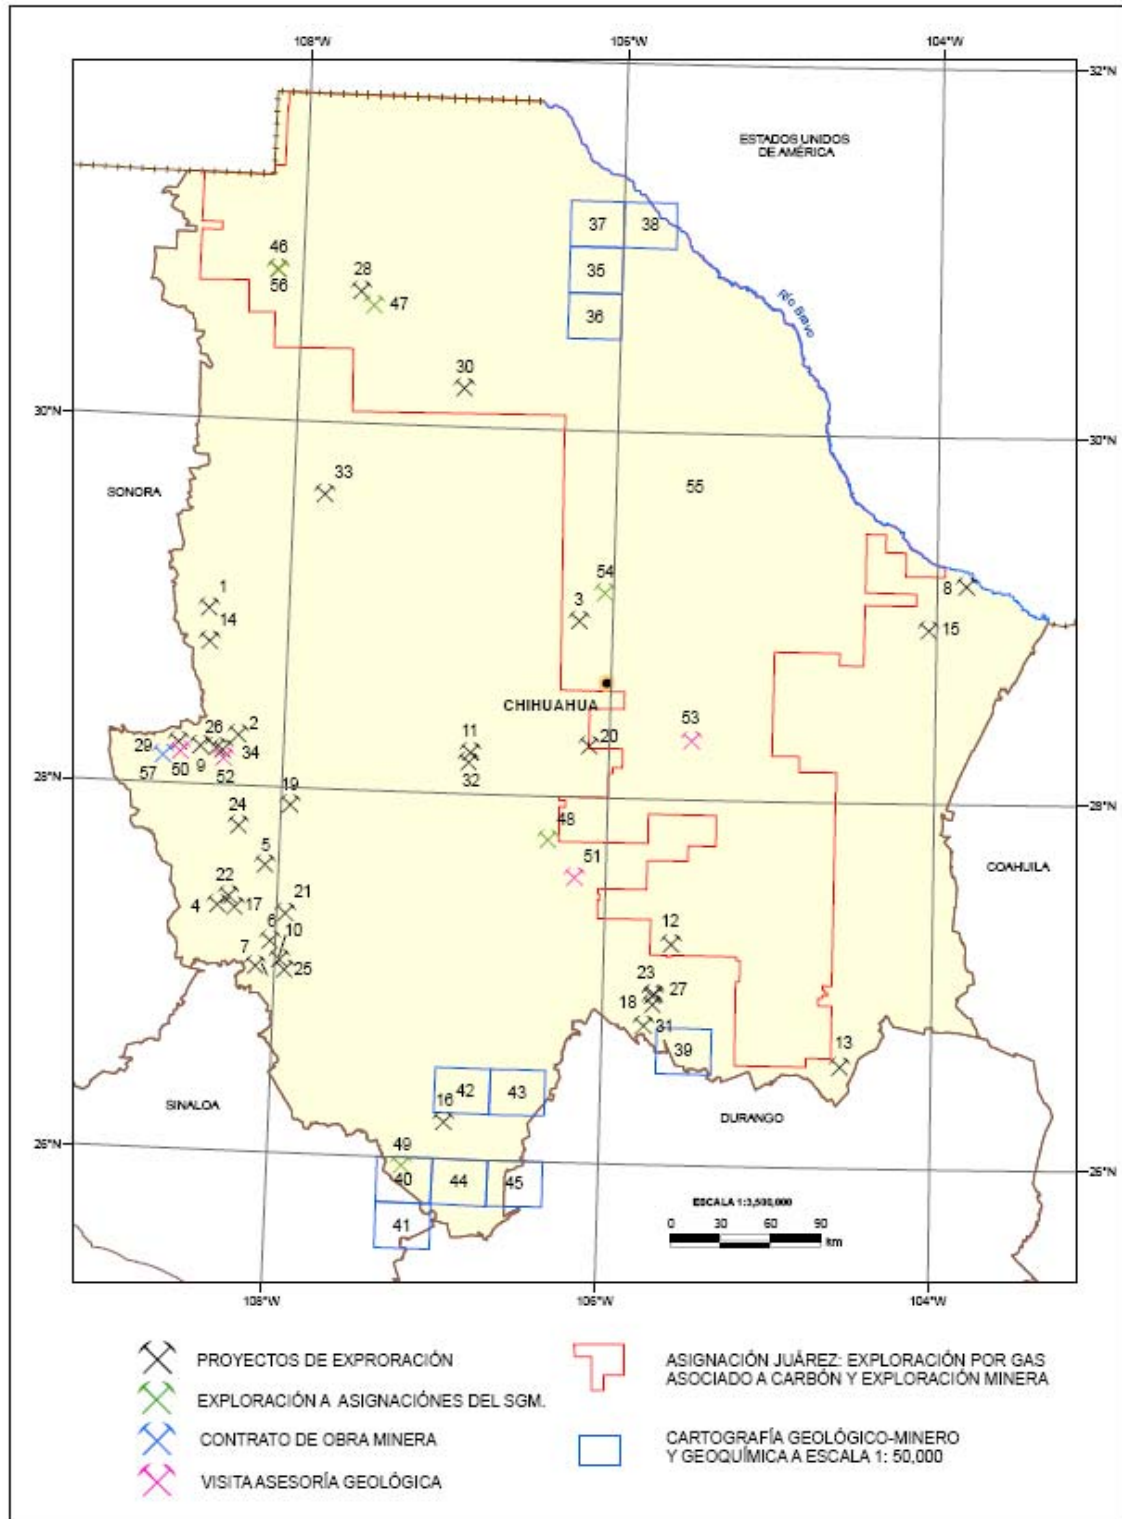 108°W
106°W
104°W
32°N
ESTADOS UNIDOS
DE AMÉRICA
37
38
46
56
28
47
35
36
Río Bravo
30
30°N
30°N
33
SONORA
55
1
14
54
3
8
15
CHIHUAHUA
53
26
2
11
20
29
9
34
57
50
52
32
28°N
28°N
19
24
48
5
51
COAHUILA
22
21
4
17
6
10
12
7
25
23
27
18
31
39
13
42
43
16
SINALOA
DURANGO
49
26°N
26°N
40
44
45
41
ESCALA 1:3,500,000
0 30 60 90
km
108°W
106°W
104°W
PROYECTOS DE EXPRORACIÓN
EXPLORACIÓN A ASIGNACIÓNES DEL SGM.
CONTRATO DE OBRA MINERA
VISITA ASESORÍA GEOLÓGICA
ASIGNACIÓN JUÁREZ: EXPLORACIÓN POR GAS
ASOCIADO A CARBÓN Y EXPLORACIÓN MINERA
CARTOGRAFÍA GEOLÓGICO-MINERO
Y GEOQUÍMICA A ESCALA 1: 50,000